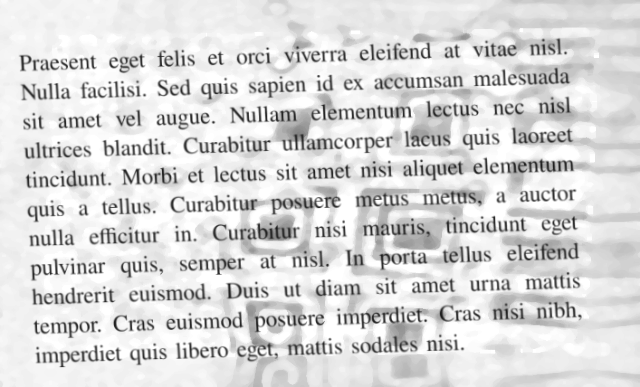 Praesent eget felis et orci viverra eleifend at vitae nisl.
Nulla facilisi. Sed quis sapien id ex accumsan malesuada
sit amet vel augue. Nullam elementum lectus nec nisl
ultrices blandit. Curabitur ullamcorper lacus quis laoreet
tincidunt. Morbi et lectus sit amet nisi aliquet elementum
quis a tellus. Curabitur posuere metus metus, a auctor
nulla efficitur in. Curabitur nisi mauris, tincidunt eget
pulvinar quis, semper at nisl. In porta tellus eleifend
hendrerit euismod. Duis ut diam sit amet urna mattis
tempor. Cras euismod posuere imperdiet. Cras nisi nibh,
imperdiet quis libero eget, mattis sodales nisi.